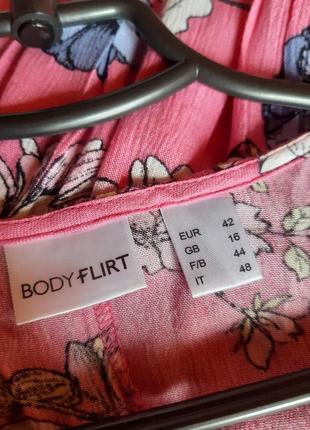 BODYFLIRT
EUR 42
GB 16
F/B 44
IT 48